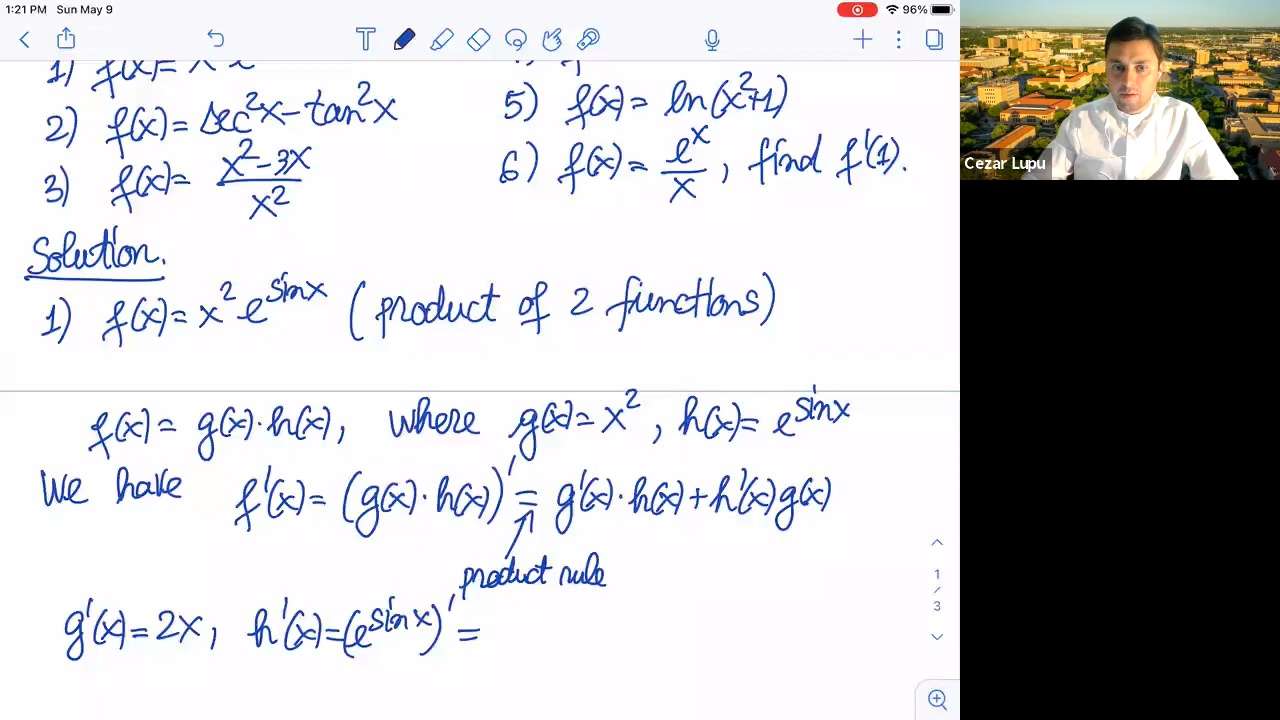 1:21 PM Sun May 9
96%
T
1) f(x) = x e
2) f(x) = sec²x − tan²x
5) f(x) = ln(x²+1)
3) f(x) = (x² − 3x)/x²
6) f(x) = eˣ/x, find f'(1).
Solution.
1) f(x) = x² e^(sin x) (product of 2 functions)
f(x) = g(x)·h(x), where g(x) = x², h(x) = e^(sin x)
We have f'(x) = (g(x)·h(x))' = g'(x)·h(x) + h'(x)g(x)
product rule
g'(x) = 2x, h'(x) = (e^(sin x))' =
1
/
3
Cezar Lupu